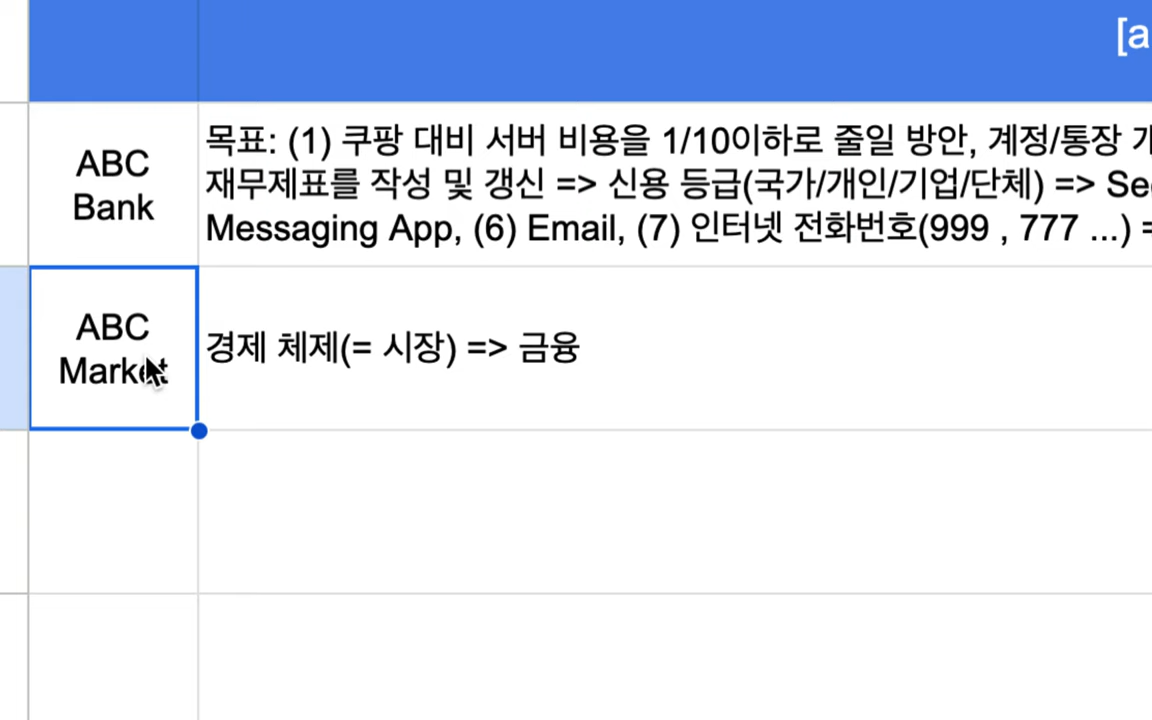 [a
ABC
Bank
목표: (1) 쿠팡 대비 서버 비용을 1/10이하로 줄일 방안, 계정/통장
재무제표를 작성 및 갱신 => 신용 등급(국가/개인/기업/단체) =>
Messaging App, (6) Email, (7) 인터넷 전화번호(999 , 777 ...)
ABC
Market
경제 체제(= 시장) => 금융